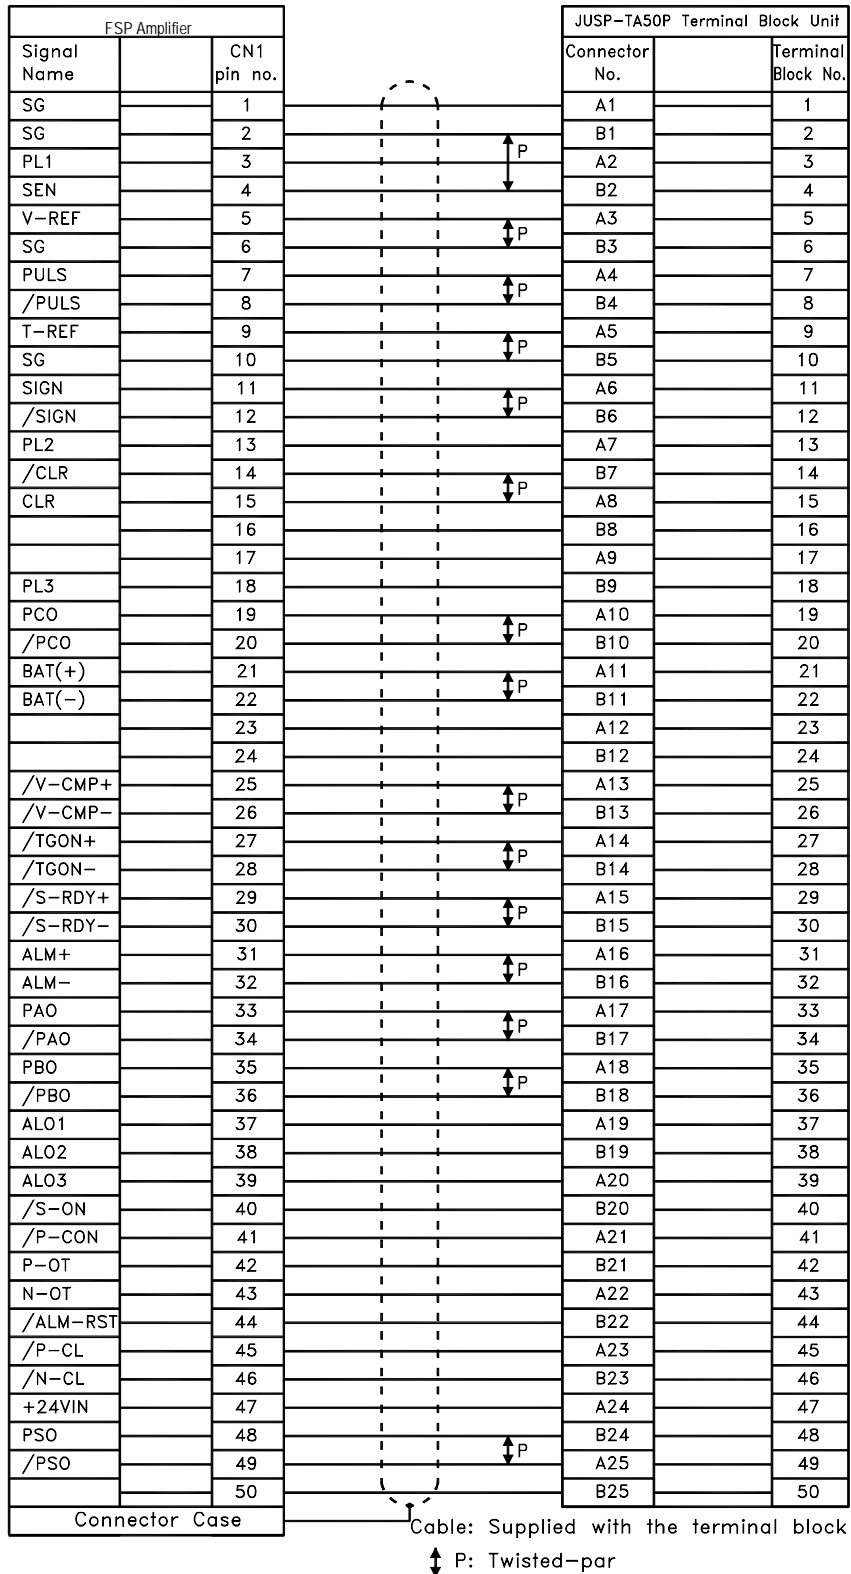 FSP Amplifier JUSP-TA50P Terminal Block Unit
Signal Name CN1 pin no. Connector No. Terminal Block No.
SG 1 A1 1
SG 2 B1 2
P
PL1 3 A2 3
SEN 4 B2 4
V-REF 5 A3 5
P
SG 6 B3 6
PULS 7 A4 7
P
/PULS 8 B4 8
T-REF 9 A5 9
P
SG 10 B5 10
SIGN 11 A6 11
P
/SIGN 12 B6 12
PL2 13 A7 13
/CLR 14 B7 14
P
CLR 15 A8 15
16 B8 16
17 A9 17
PL3 18 B9 18
PCO 19 A10 19
P
/PCO 20 B10 20
BAT(+) 21 A11 21
P
BAT(-) 22 B11 22
23 A12 23
24 B12 24
/V-CMP+ 25 A13 25
P
/V-CMP- 26 B13 26
/TGON+ 27 A14 27
P
/TGON- 28 B14 28
/S-RDY+ 29 A15 29
P
/S-RDY- 30 B15 30
ALM+ 31 A16 31
P
ALM- 32 B16 32
PAO 33 A17 33
P
/PAO 34 B17 34
PBO 35 A18 35
P
/PBO 36 B18 36
ALO1 37 A19 37
ALO2 38 B19 38
ALO3 39 A20 39
/S-ON 40 B20 40
/P-CON 41 A21 41
P-OT 42 B21 42
N-OT 43 A22 43
/ALM-RST 44 B22 44
/P-CL 45 A23 45
/N-CL 46 B23 46
+24VIN 47 A24 47
PSO 48 B24 48
P
/PSO 49 A25 49
50 B25 50
Connector Case
Cable: Supplied with the terminal block
P: Twisted-par